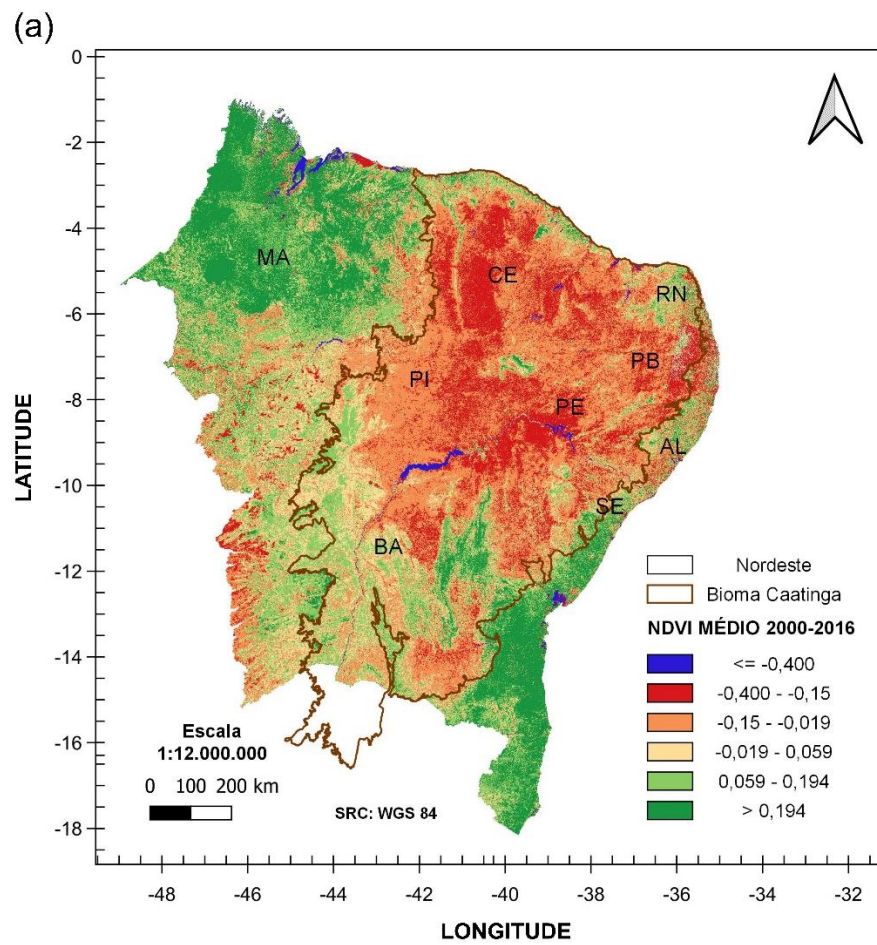 (a)
0
-2
-4
-6
-8
-10
-12
-14
-16
-18
LATITUDE
MA
CE
RN
PI
PB
PE
AL
SE
BA
Nordeste
Bioma Caatinga
NDVI MÉDIO 2000-2016
<= -0,400
-0,400 - -0,15
-0,15 - -0,019
-0,019 - 0,059
0,059 - 0,194
> 0,194
Escala
1:12.000.000
0 100 200 km
SRC: WGS 84
-48 -46 -44 -42 -40 -38 -36 -34 -32
LONGITUDE